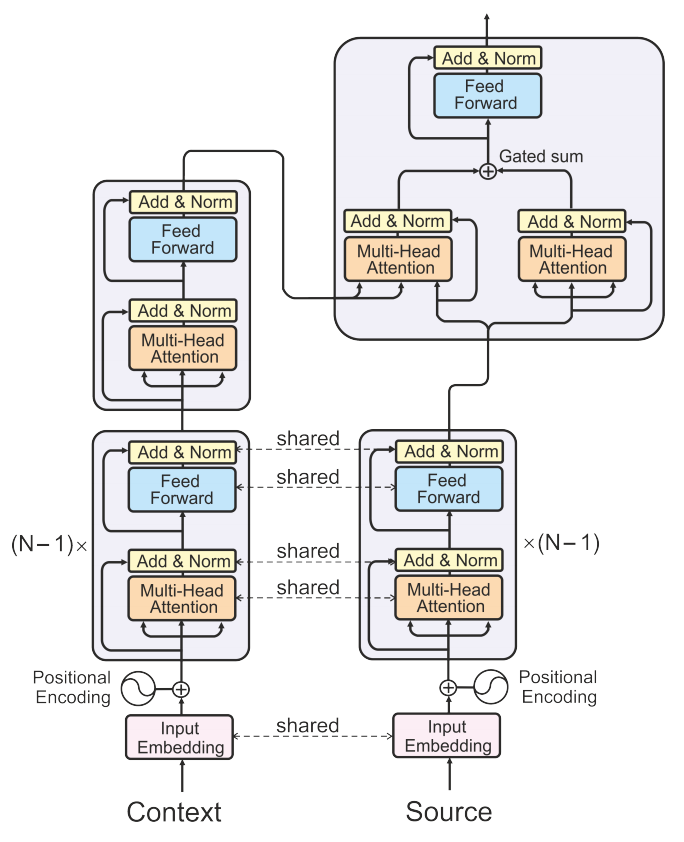 Add & Norm
Feed
Forward
Gated sum
Add & Norm
Multi-Head
Attention
Add & Norm
Multi-Head
Attention
Add & Norm
Feed
Forward
Add & Norm
Multi-Head
Attention
Add & Norm
Feed
Forward
Add & Norm
Multi-Head
Attention
(N−1)×
shared
shared
shared
shared
Add & Norm
Feed
Forward
Add & Norm
Multi-Head
Attention
×(N−1)
Positional
Encoding
Positional
Encoding
Input
Embedding
shared
Input
Embedding
Context
Source